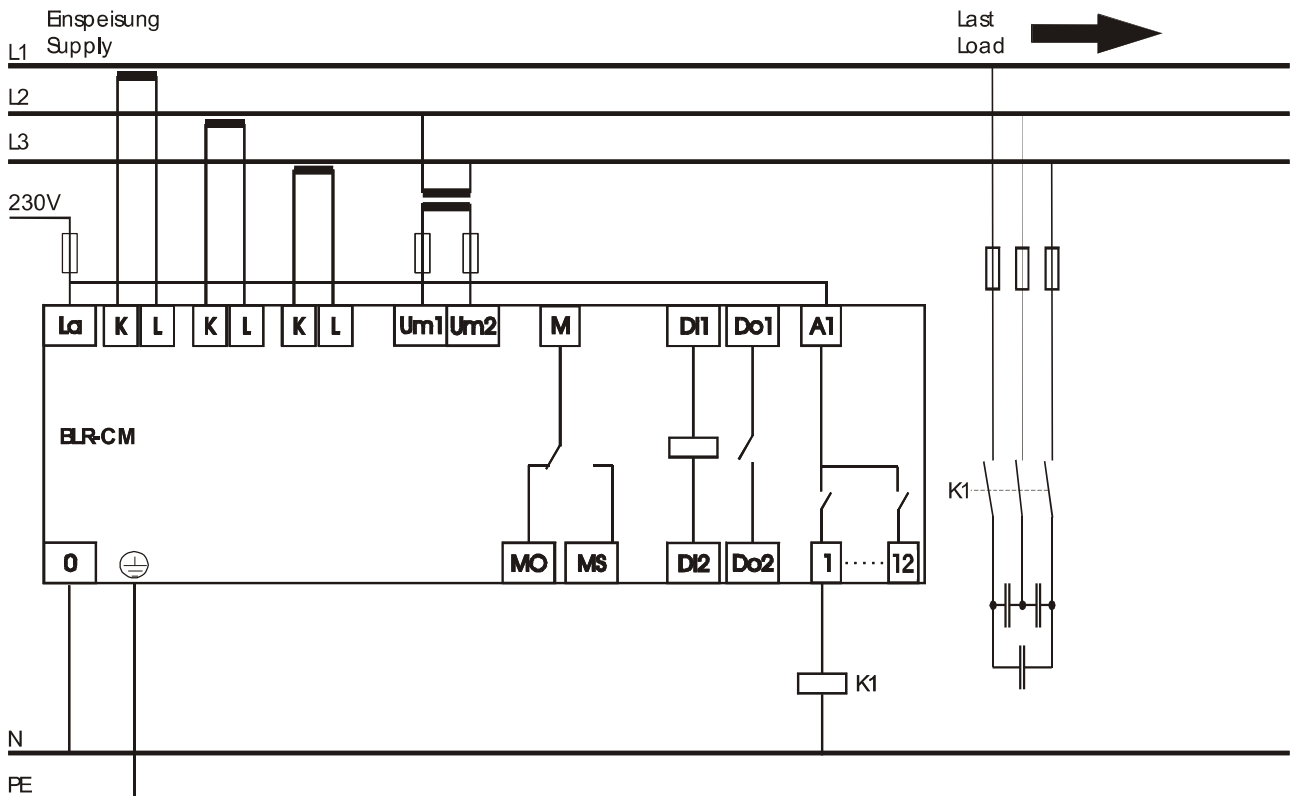 Einspeisung
Supply
Last
Load
L1
L2
L3
230V
La K L K L K L Um1 Um2 M DI1 Do1 A1
BLR-CM
K1
0 MO MS DI2 Do2 1 ..... 12
K1
N
PE